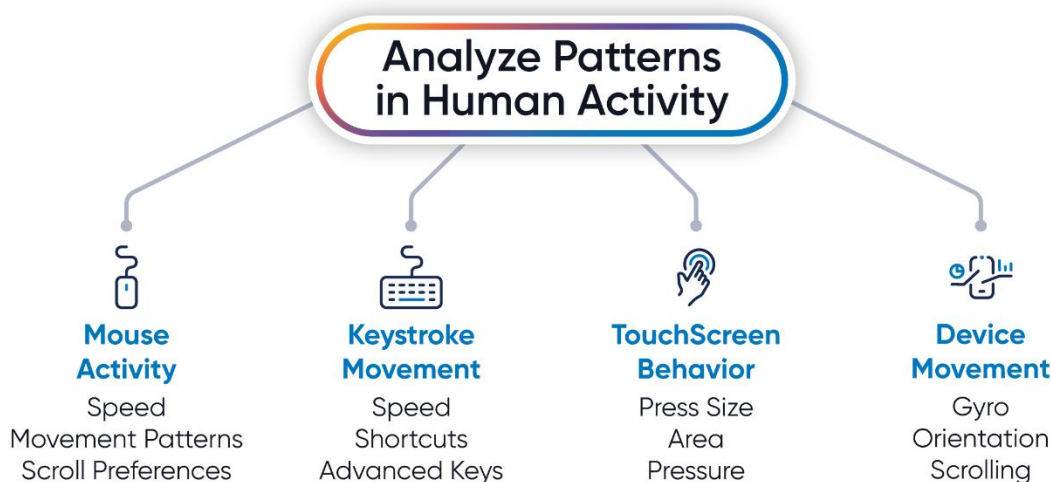 Analyze Patterns
in Human Activity
Mouse
Activity
Speed
Movement Patterns
Scroll Preferences
Keystroke
Movement
Speed
Shortcuts
Advanced Keys
TouchScreen
Behavior
Press Size
Area
Pressure
Device
Movement
Gyro
Orientation
Scrolling